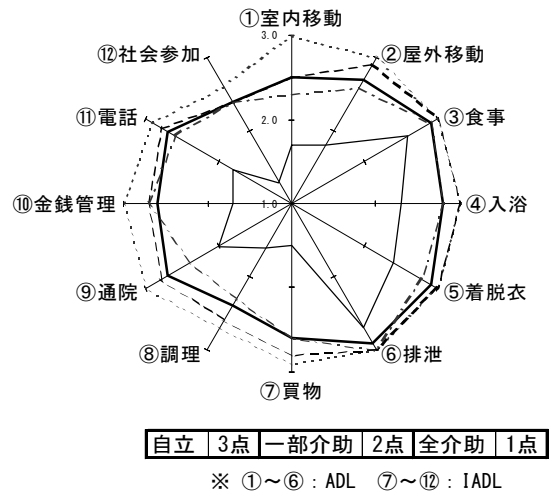 ①室内移動
3.0
⑫社会参加
②屋外移動
⑪電話
2.0
③食事
⑩金銭管理
1.0
④入浴
⑨通院
⑤着脱衣
⑧調理
⑥排泄
⑦買物
自立 3点 一部介助 2点 全介助 1点
※ ①～⑥：ADL ⑦～⑫：IADL